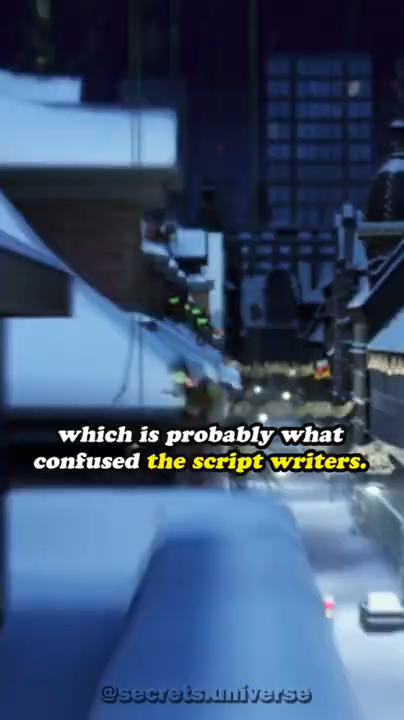 which is probably what
confused the script writers.
@secrets.universe